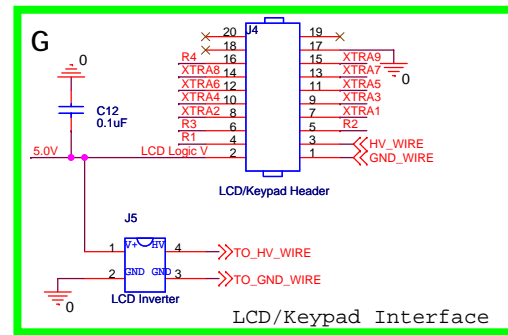 G
J4
20 19
18 17
R4 16 15 XTRA9
0
XTRA8 14 13 XTRA7
0
XTRA6 12 11 XTRA5
XTRA4 10 9 XTRA3
C12
0.1uF
XTRA2 8 7 XTRA1
R3 6 5 R2
R1 4 3 HV_WIRE
5.0V LCD Logic V 2 1 GND_WIRE
LCD/Keypad Header
J5
1 V+ HV 4 TO_HV_WIRE
2 GND GND 3 TO_GND_WIRE
LCD Inverter
0
LCD/Keypad Interface